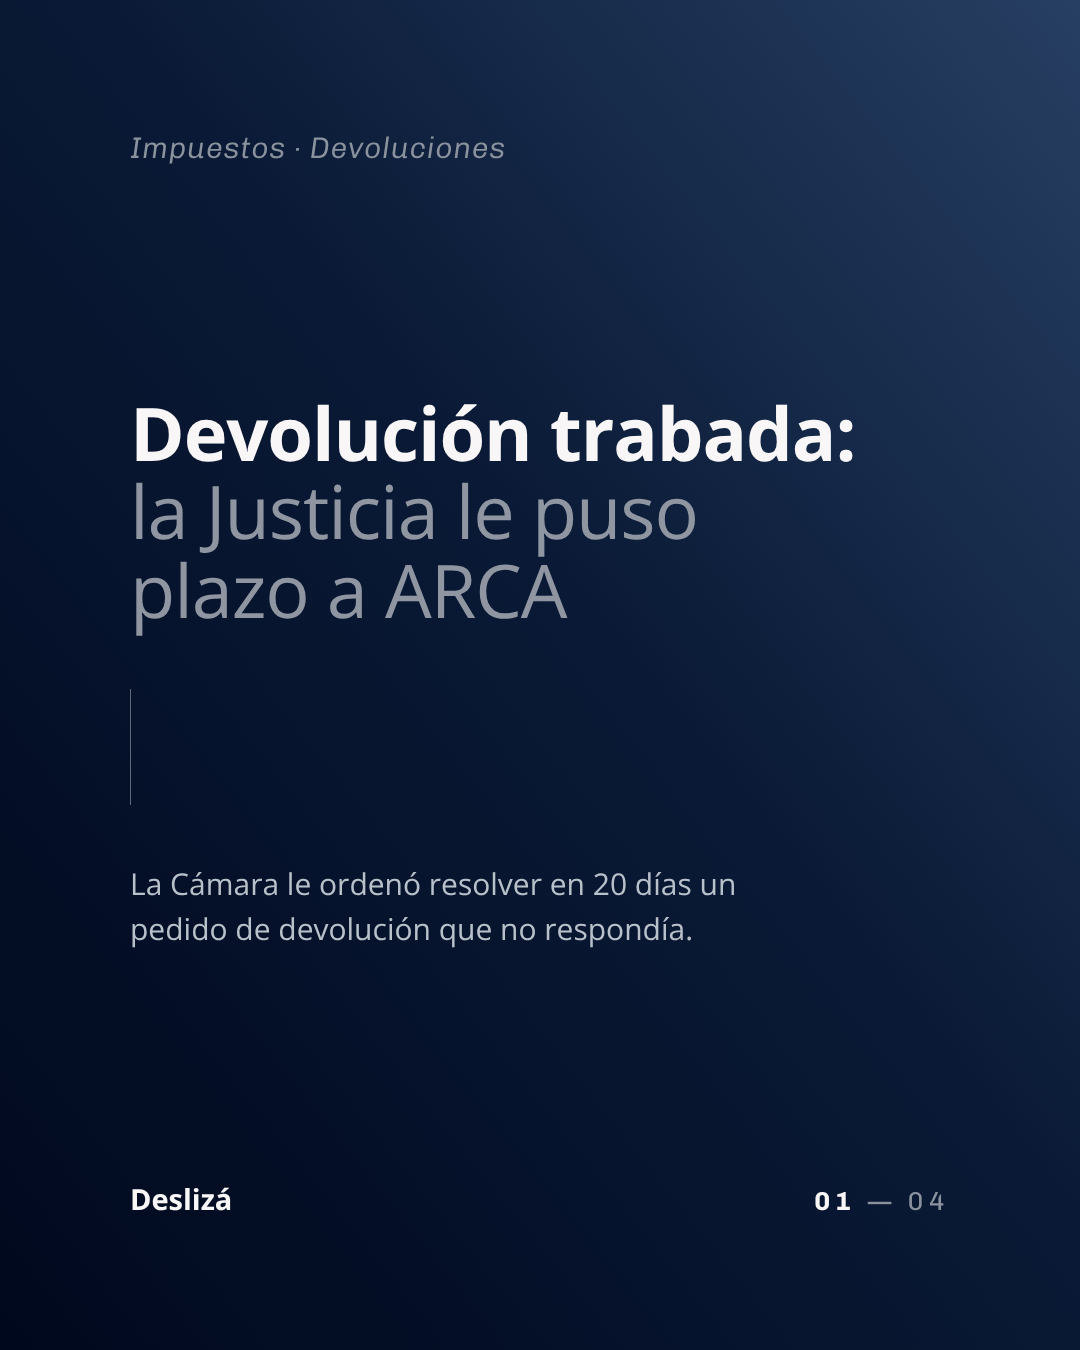 Impuestos · Devoluciones
Devolución trabada:
la Justicia le puso
plazo a ARCA
La Cámara le ordenó resolver en 20 días un
pedido de devolución que no respondía.
Deslizá
01 — 04